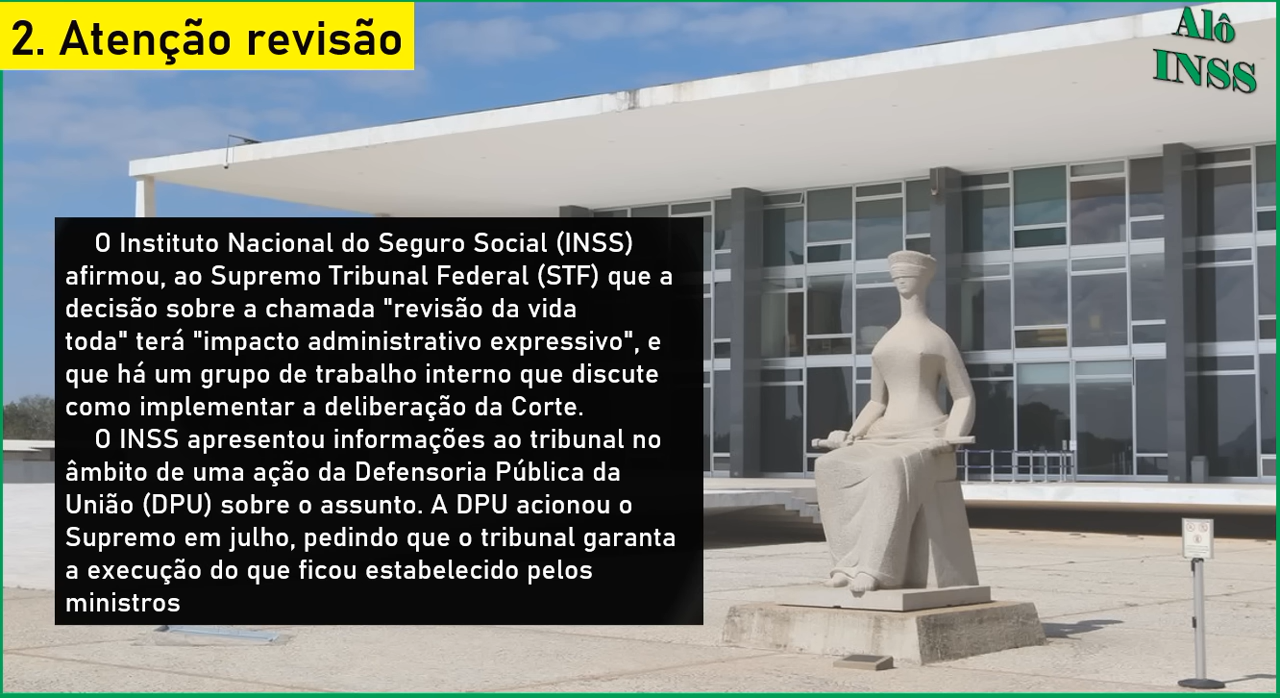 2. Atenção revisão
Alô
INSS
O Instituto Nacional do Seguro Social (INSS)
afirmou, ao Supremo Tribunal Federal (STF) que a
decisão sobre a chamada "revisão da vida
toda" terá "impacto administrativo expressivo", e
que há um grupo de trabalho interno que discute
como implementar a deliberação da Corte.
O INSS apresentou informações ao tribunal no
âmbito de uma ação da Defensoria Pública da
União (DPU) sobre o assunto. A DPU acionou o
Supremo em julho, pedindo que o tribunal garanta
a execução do que ficou estabelecido pelos
ministros